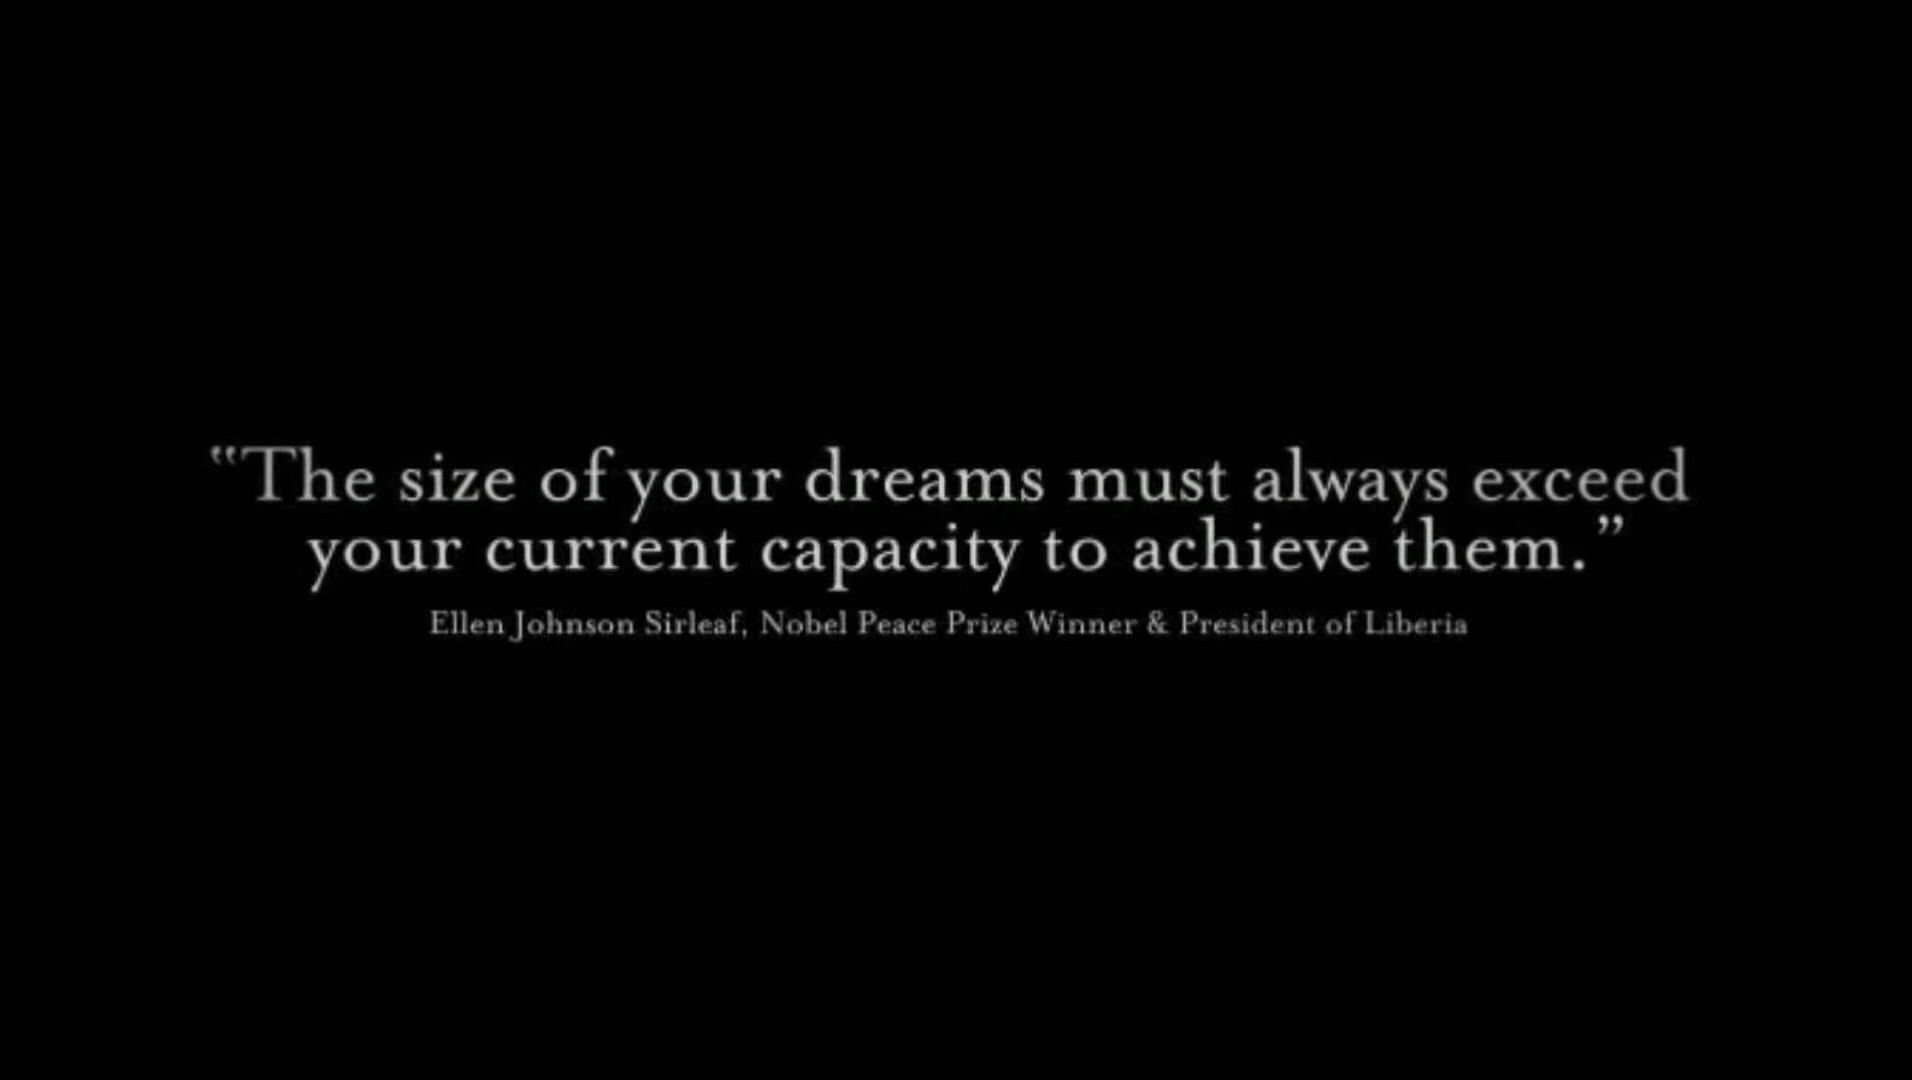 “The size of your dreams must always exceed
your current capacity to achieve them.”
Ellen Johnson Sirleaf, Nobel Peace Prize Winner & President of Liberia